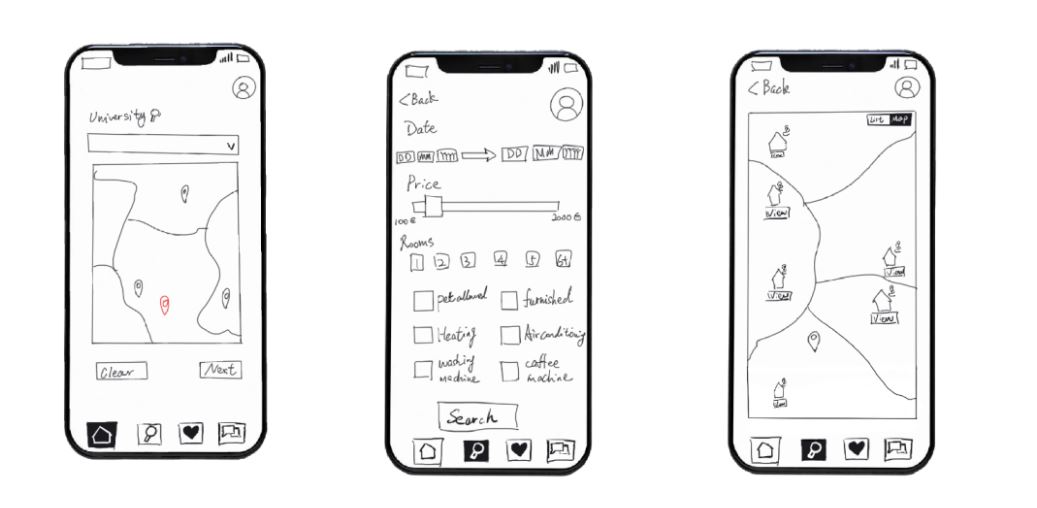 University
Clear
Next
<Back
Date
DD MM YYYY
DD MM YYYY
Price
100€
2000€
Rooms
1 2 3 4 5 6+
pet allowed
furnished
Heating
Air conditioning
washing machine
coffee machine
Search
<Back
List Map
View
View
View
View
View
View